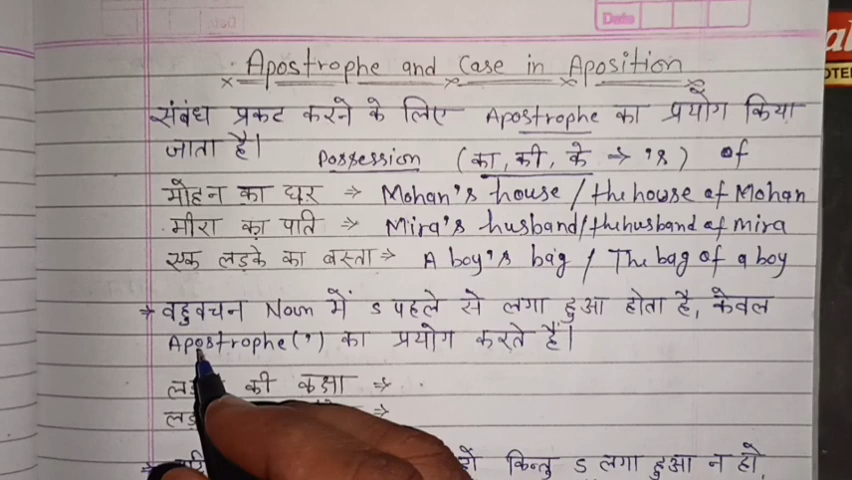 Date
Apostrophe and Case in Aposition
संबंध प्रकट करने के लिए Apostrophe का प्रयोग किया
जाता है।
Possession (का, की, के → 's) of
मोहन का घर → Mohan's house / the house of Mohan
मीरा का पति → Mira's husband/the husband of mira
एक लड़के का बस्ता → A boy's bag / The bag of a boy
→ बहुवचन Noun में s पहले से लगा हुआ होता है, केवल
Apostrophe (') का प्रयोग करते हैं।
की कक्षा →
किन्तु s लगा हुआ न हो,